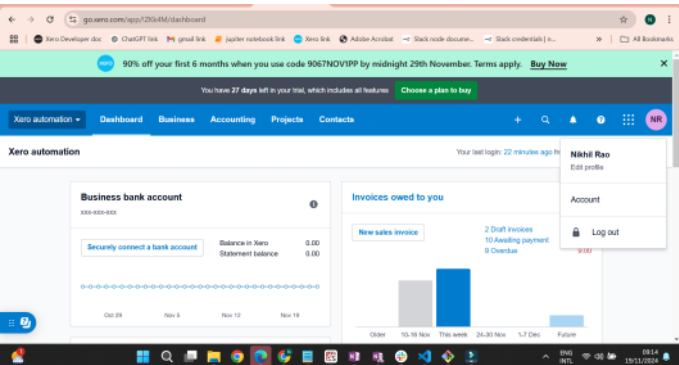 go.xero.com/app/!2Xk4M/dashboard
Xero Developer doc ChatGPT link gmail link jupiter notebook link Xero link Adobe Acrobat Slack node docume... Slack credentials | n... » All Bookmarks
90% off your first 6 months when you use code 9067NOV1PP by midnight 29th November. Terms apply. Buy Now
You have 27 days left in your trial, which includes all features Choose a plan to buy
Xero automation Dashboard Business Accounting Projects Contacts NR
Xero automation
Your last login: 22 minutes ago
Nikhil Rao
Edit profile
Account
Log out
Business bank account
xxx-xxx-xxx
Securely connect a bank account
Balance in Xero 0.00
Statement balance 0.00
Oct 29 Nov 5 Nov 12 Nov 19
Invoices owed to you
New sales invoice
2 Draft invoices
10 Awaiting payment
9 Overdue
Older 10-16 Nov This week 24-30 Nov 1-7 Dec Future
ENG INTL 09:14 19/11/2024